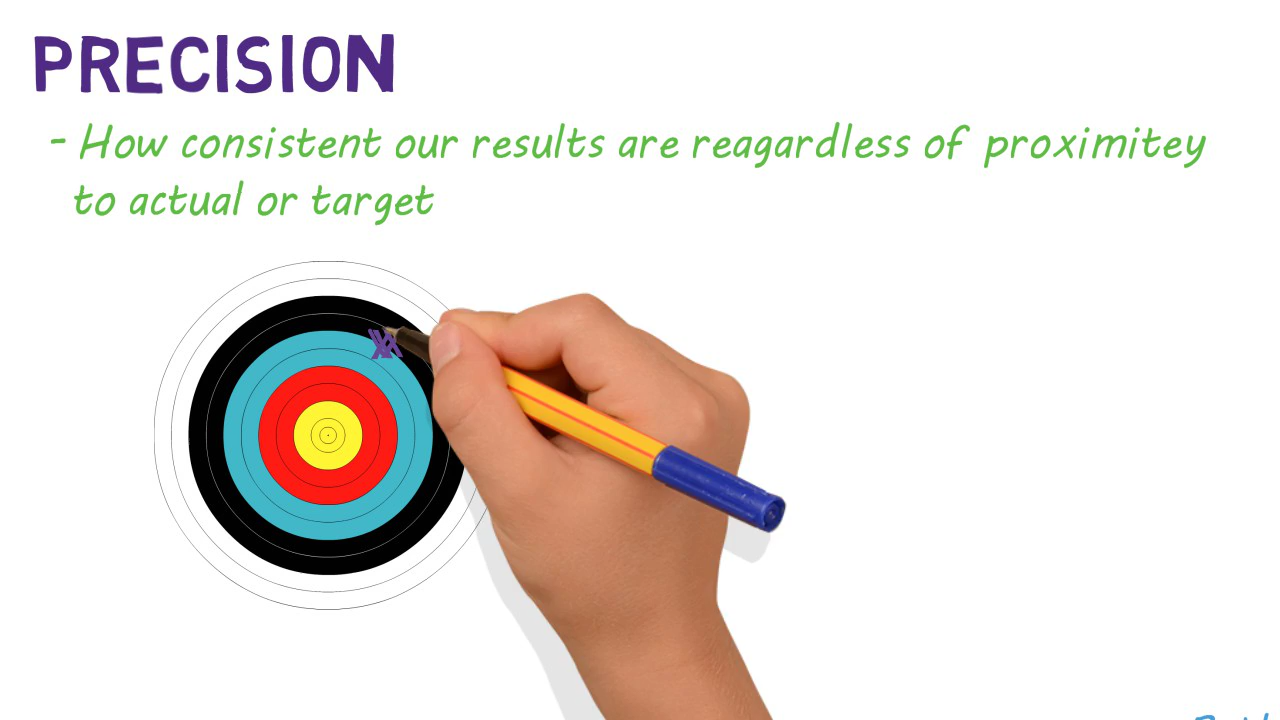 PRECISION
- How consistent our results are reagardless of proximitey
to actual or target